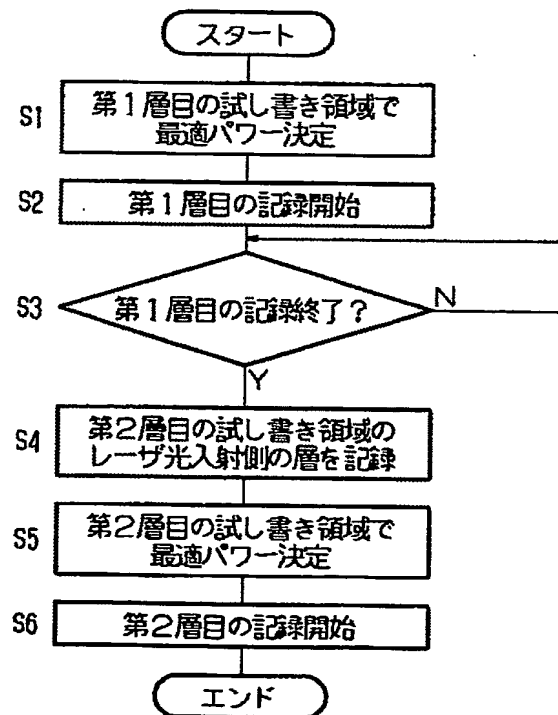 スタート
S1
第1層目の試し書き領域で
最適パワー決定
S2
第1層目の記録開始
S3
第1層目の記録終了?
N
Y
S4
第2層目の試し書き領域の
レーザ光入射側の層を記録
S5
第2層目の試し書き領域で
最適パワー決定
S6
第2層目の記録開始
エンド